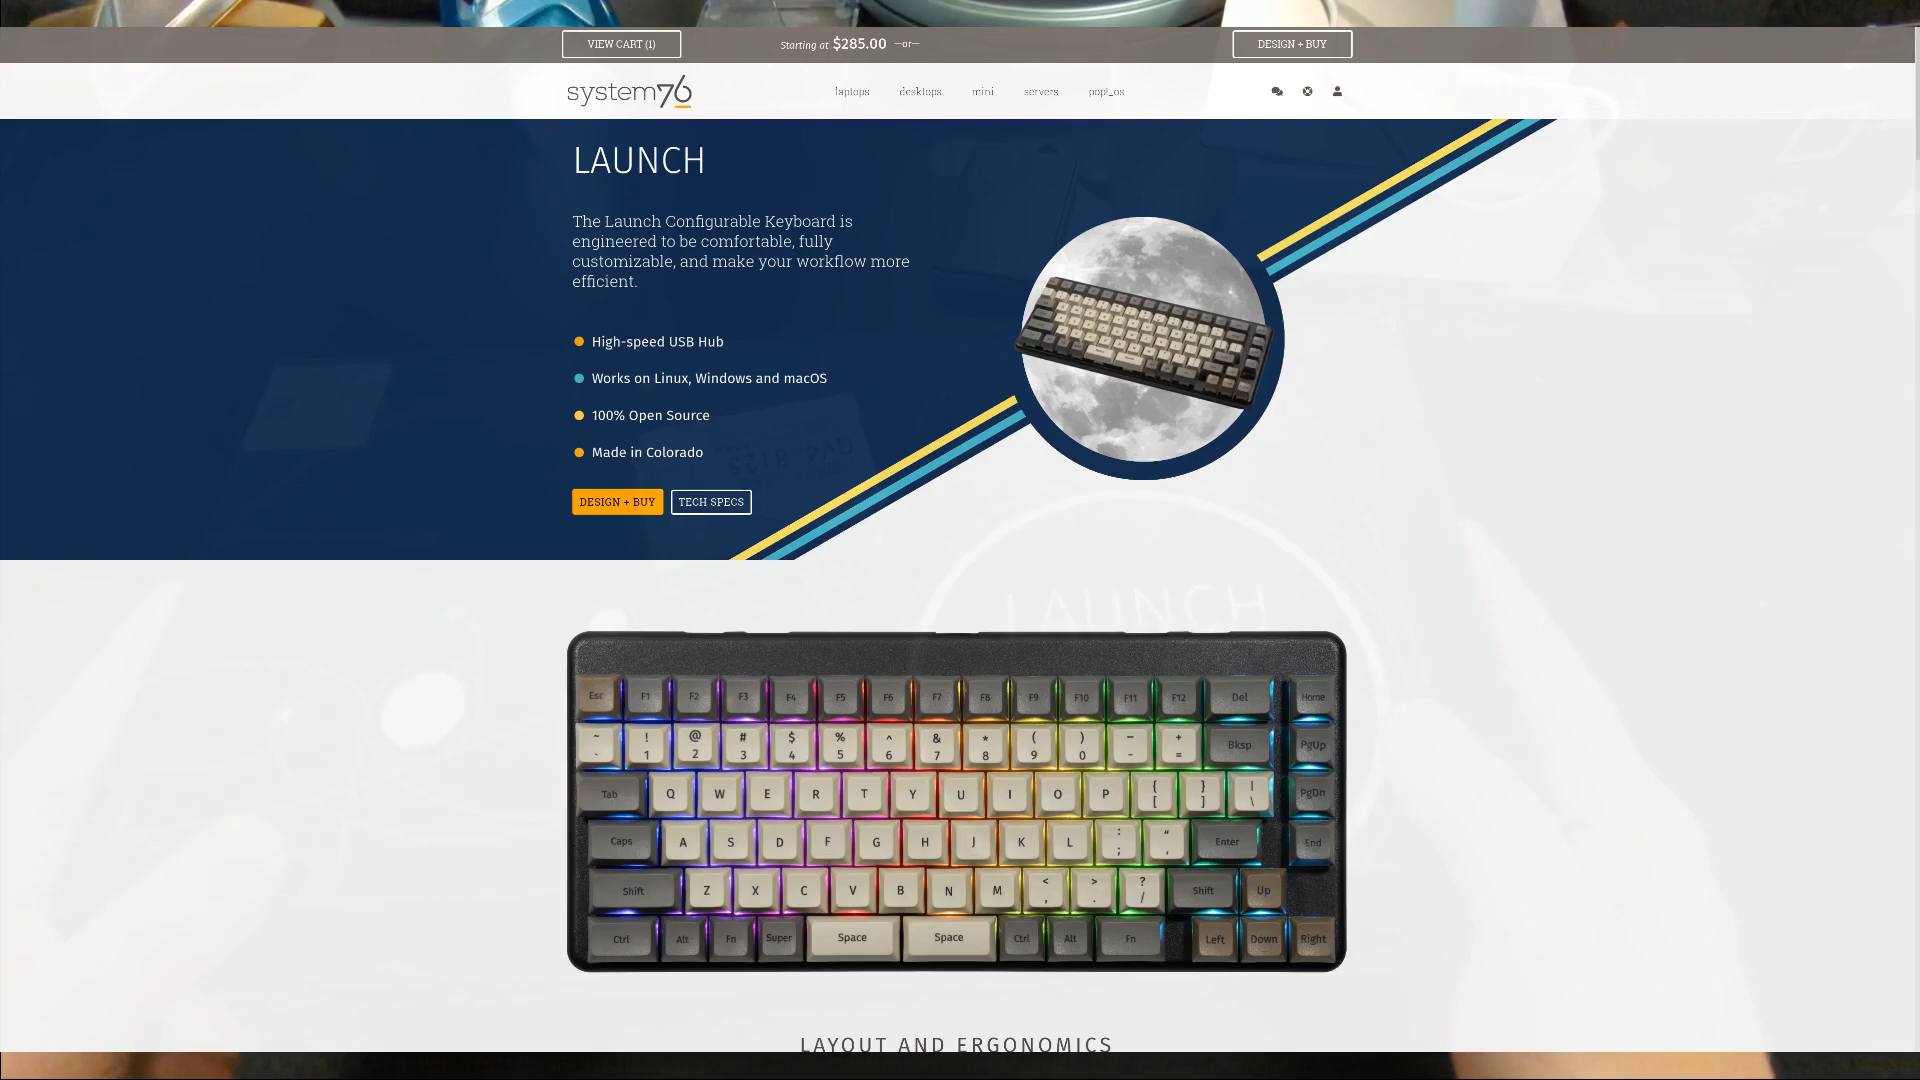 VIEW CART (1)
Starting at $285.00 —or—
DESIGN + BUY
system76
laptops
desktops
mini
servers
pop!_os
LAUNCH
The Launch Configurable Keyboard is
engineered to be comfortable, fully
customizable, and make your workflow more
efficient.
High-speed USB Hub
Works on Linux, Windows and macOS
100% Open Source
Made in Colorado
DESIGN + BUY
TECH SPECS
LAUNCH
Esc F1 F2 F3 F4 F5 F6 F7 F8 F9 F10 F11 F12 Del Home
~ ! @ # $ % ^ & * ( ) – +
` 1 2 3 4 5 6 7 8 9 0 - = Bksp PgUp
Tab Q W E R T Y U I O P { [ } ] | \ PgDn
Caps A S D F G H J K L : ; “ ‚ Enter End
Shift Z X C V B N M < , > . ? / Shift Up
Ctrl Alt Fn Super Space Space Ctrl Alt Fn Left Down Right
LAYOUT AND ERGONOMICS